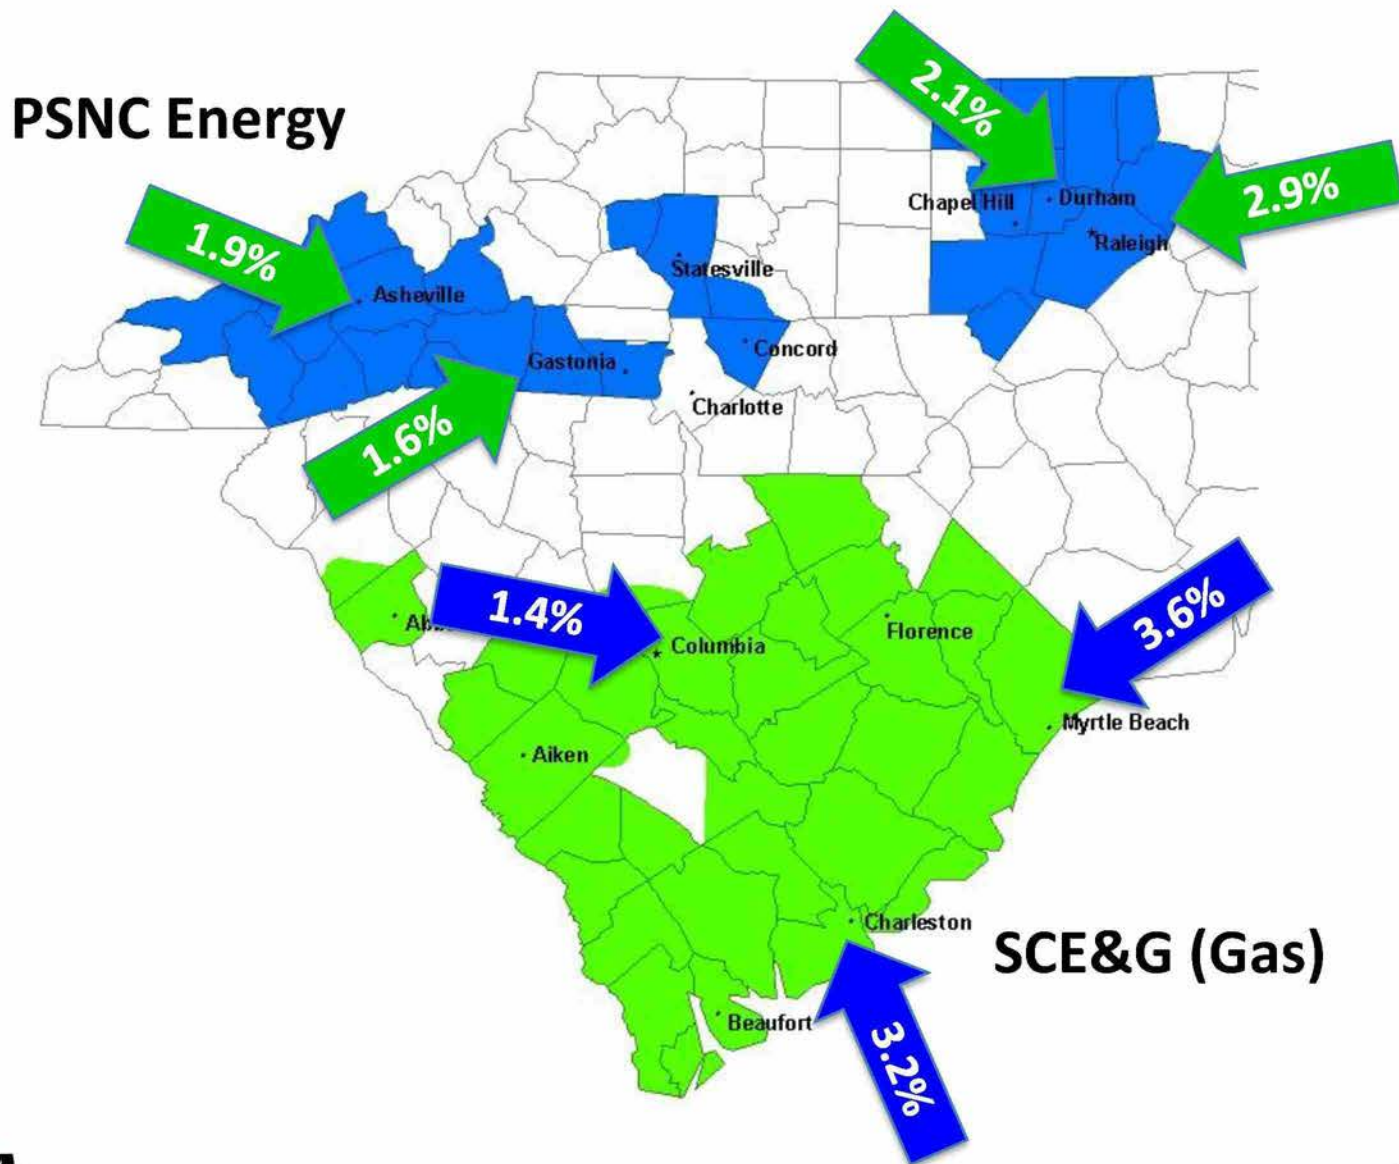 PSNC Energy
2.1%
2.9%
Chapel Hill
Durham
Raleigh
1.9%
Asheville
Statesville
Gastonia
Concord
Charlotte
1.6%
1.4%
3.6%
Columbia
Florence
Myrtle Beach
Aiken
Charleston
SCE&G (Gas)
Beaufort
3.2%